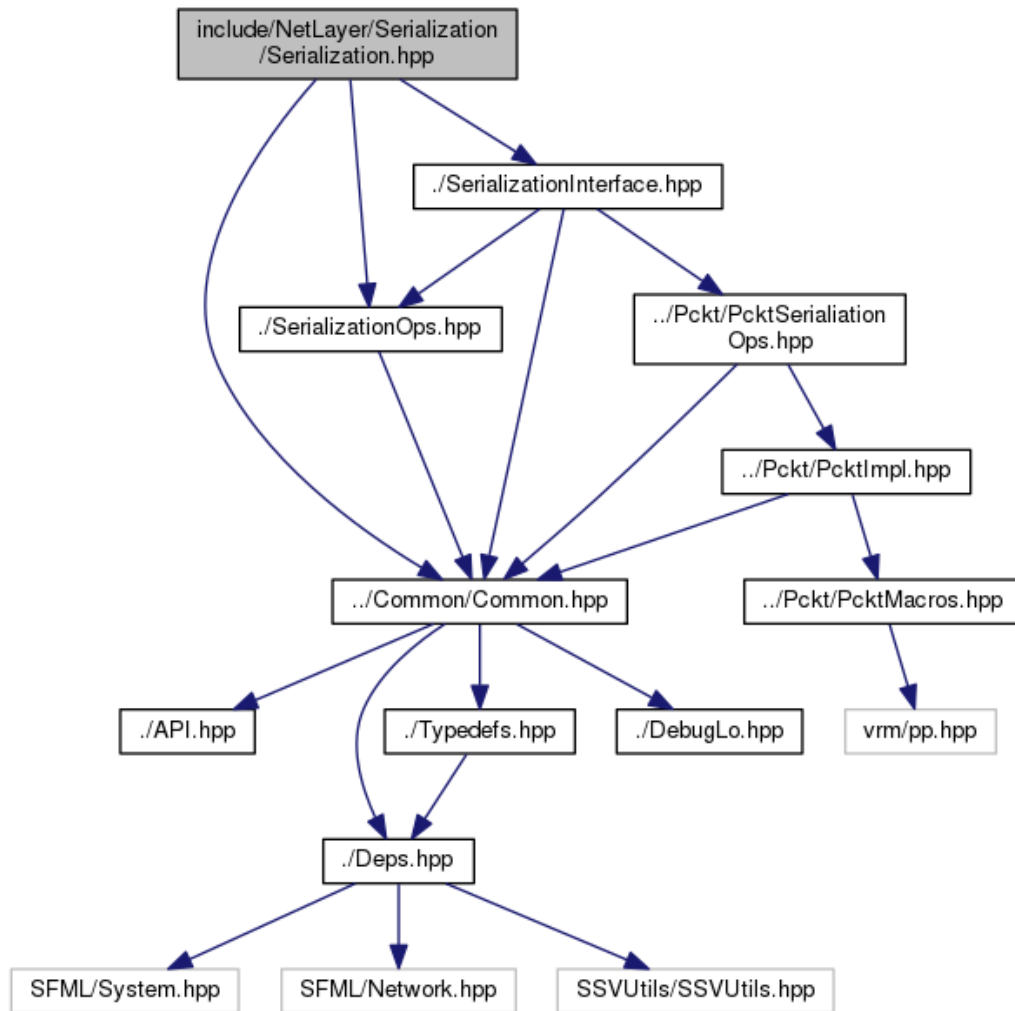 include/NetLayer/Serialization
/Serialization.hpp
./SerializationInterface.hpp
./SerializationOps.hpp
../Pckt/PcktSerialiation
Ops.hpp
../Pckt/PcktImpl.hpp
../Common/Common.hpp
../Pckt/PcktMacros.hpp
./API.hpp
./Typedefs.hpp
./DebugLo.hpp
vrm/pp.hpp
./Deps.hpp
SFML/System.hpp
SFML/Network.hpp
SSVUtils/SSVUtils.hpp